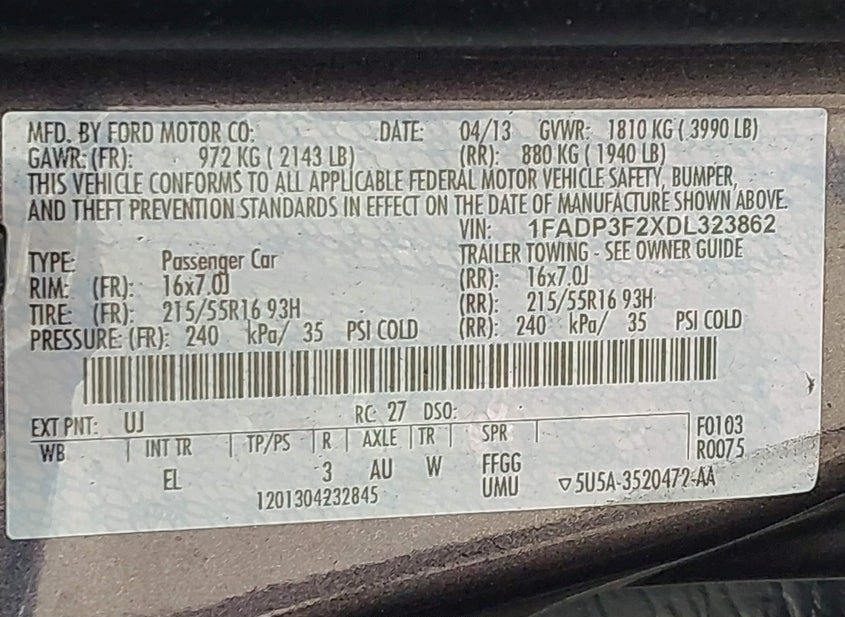 MFD. BY FORD MOTOR CO: DATE: 04/13 GVWR: 1810 KG ( 3990 LB)
GAWR: (FR): 972 KG ( 2143 LB) (RR): 880 KG ( 1940 LB)
THIS VEHICLE CONFORMS TO ALL APPLICABLE FEDERAL MOTOR VEHICLE SAFETY, BUMPER,
AND THEFT PREVENTION STANDARDS IN EFFECT ON THE DATE OF MANUFACTURE SHOWN ABOVE.
VIN: 1FADP3F2XDL323862
TYPE: Passenger Car TRAILER TOWING - SEE OWNER GUIDE
RIM: (FR): 16x7.0J (RR): 16x7.0J
TIRE: (FR): 215/55R16 93H (RR): 215/55R16 93H
PRESSURE: (FR): 240 kPa/ 35 PSI COLD (RR): 240 kPa/ 35 PSI COLD
EXT PNT: UJ RC: 27 DSO: F0103
WB INT TR TP/PS R AXLE TR SPR R0075
EL 3 AU W FFGG
1201304232845 UMU ▽5U5A-3520472-AA